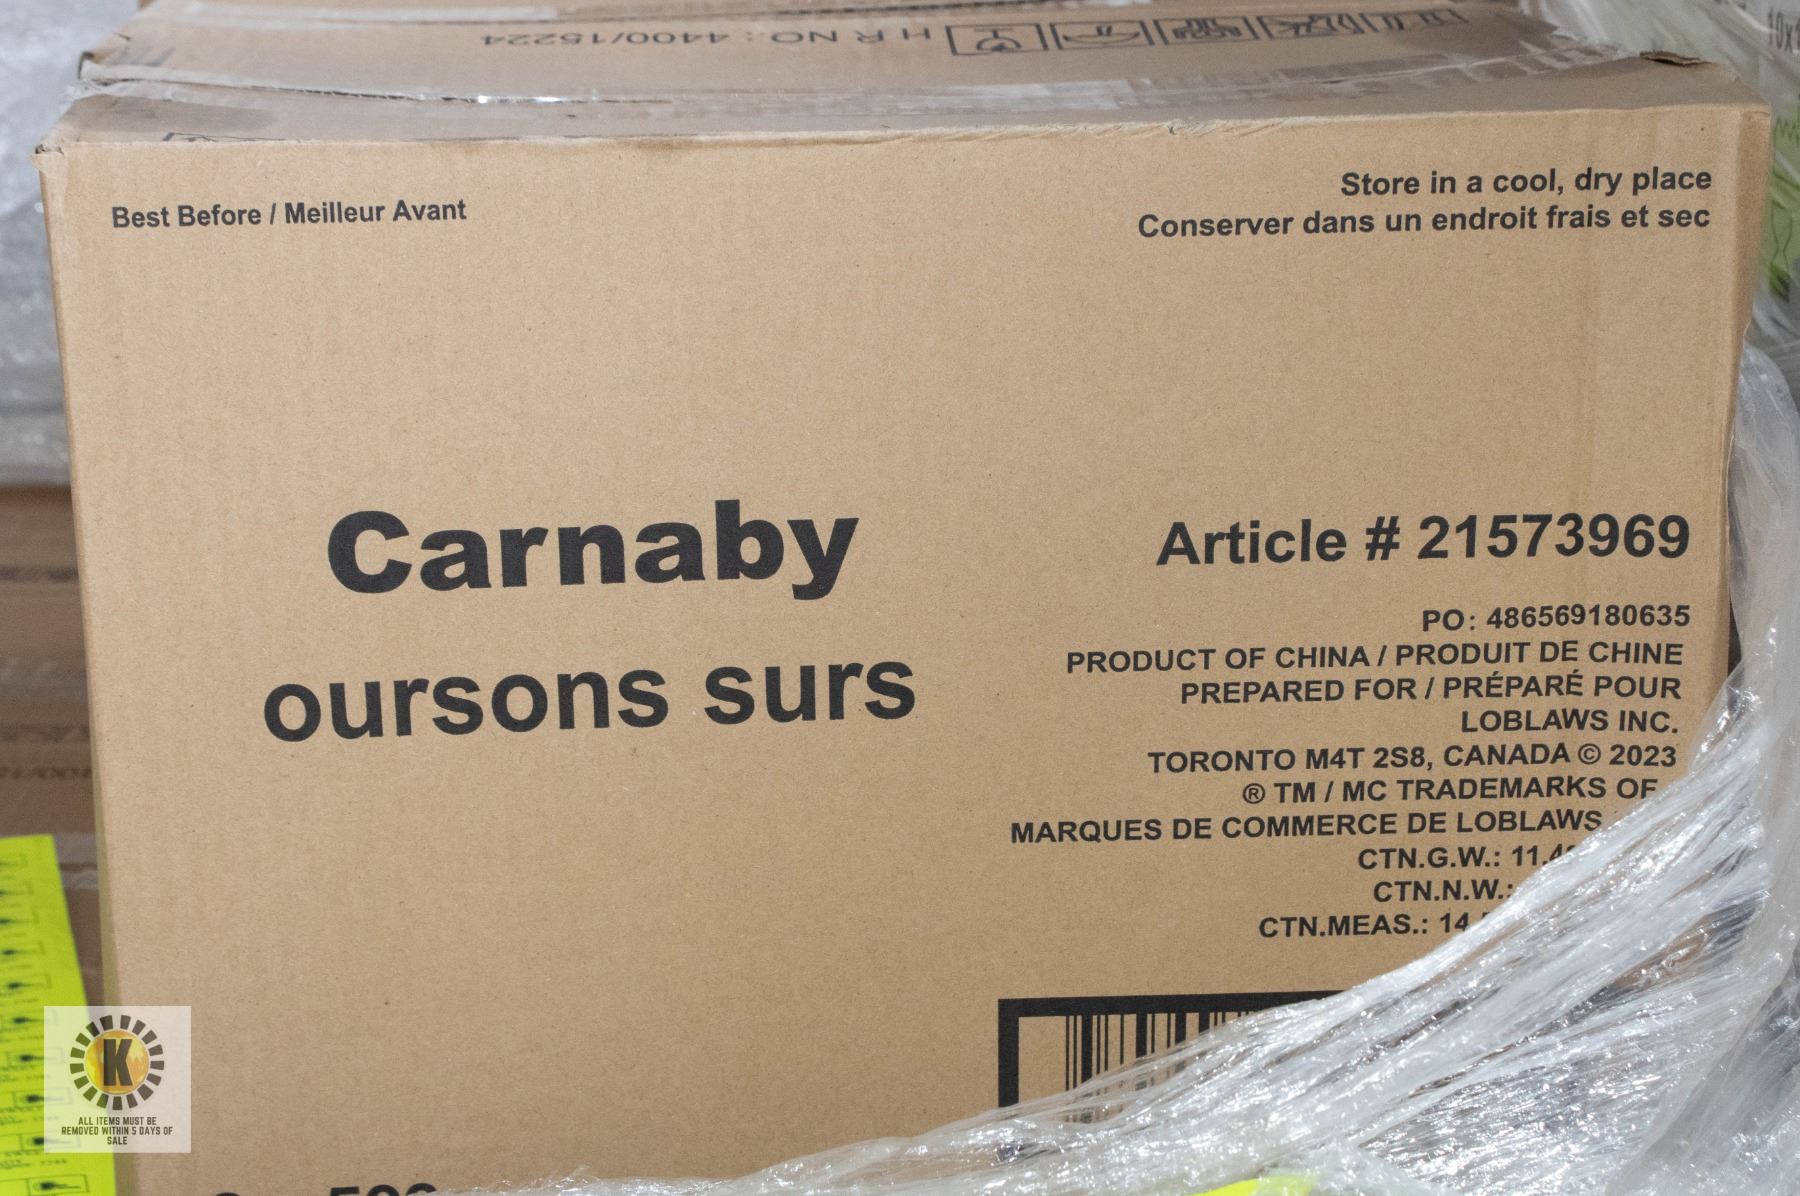 H R NO.: 4400/15224
Best Before / Meilleur Avant
Store in a cool, dry place
Conserver dans un endroit frais et sec
Carnaby
oursons surs
Article # 21573969
PO: 486569180635
PRODUCT OF CHINA / PRODUIT DE CHINE
PREPARED FOR / PRÉPARÉ POUR
LOBLAWS INC.
TORONTO M4T 2S8, CANADA © 2023
® TM / MC TRADEMARKS OF
MARQUES DE COMMERCE DE LOBLAWS
CTN.G.W.: 11.4
CTN.N.W.:
CTN.MEAS.: 14
K
ALL ITEMS MUST BE
REMOVED WITHIN 5 DAYS OF
SALE